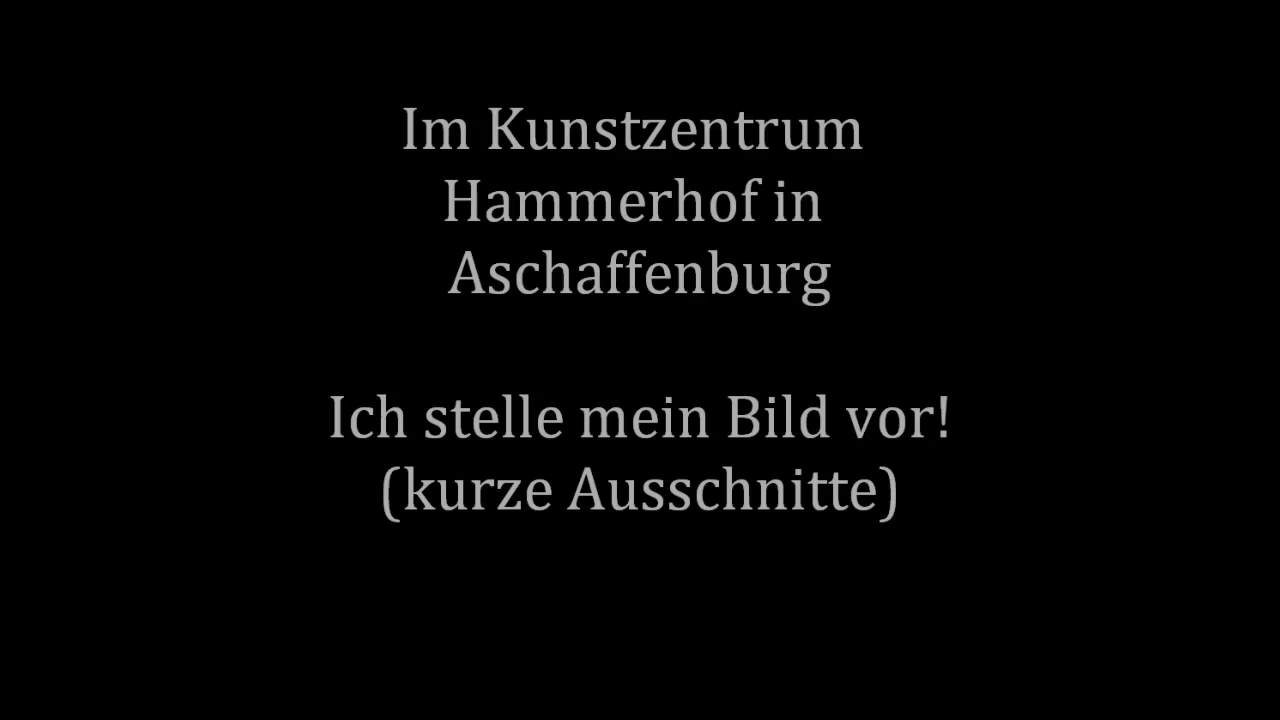 Im Kunstzentrum
Hammerhof in
Aschaffenburg
Ich stelle mein Bild vor!
(kurze Ausschnitte)